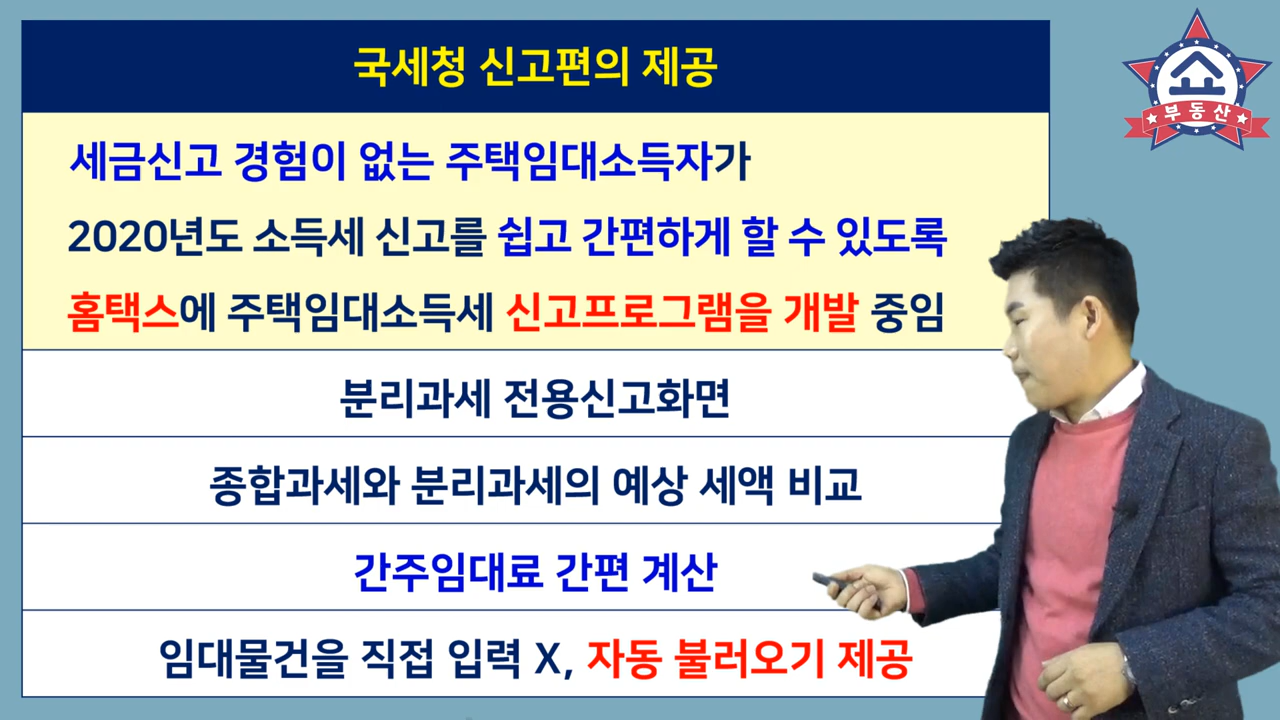 국세청 신고편의 제공
부동산
세금신고 경험이 없는 주택임대소득자가
2020년도 소득세 신고를 쉽고 간편하게 할 수 있도록
홈택스에 주택임대소득세 신고프로그램을 개발 중임
분리과세 전용신고화면
종합과세와 분리과세의 예상 세액 비교
간주임대료 간편 계산
임대물건을 직접 입력 X, 자동 불러오기 제공